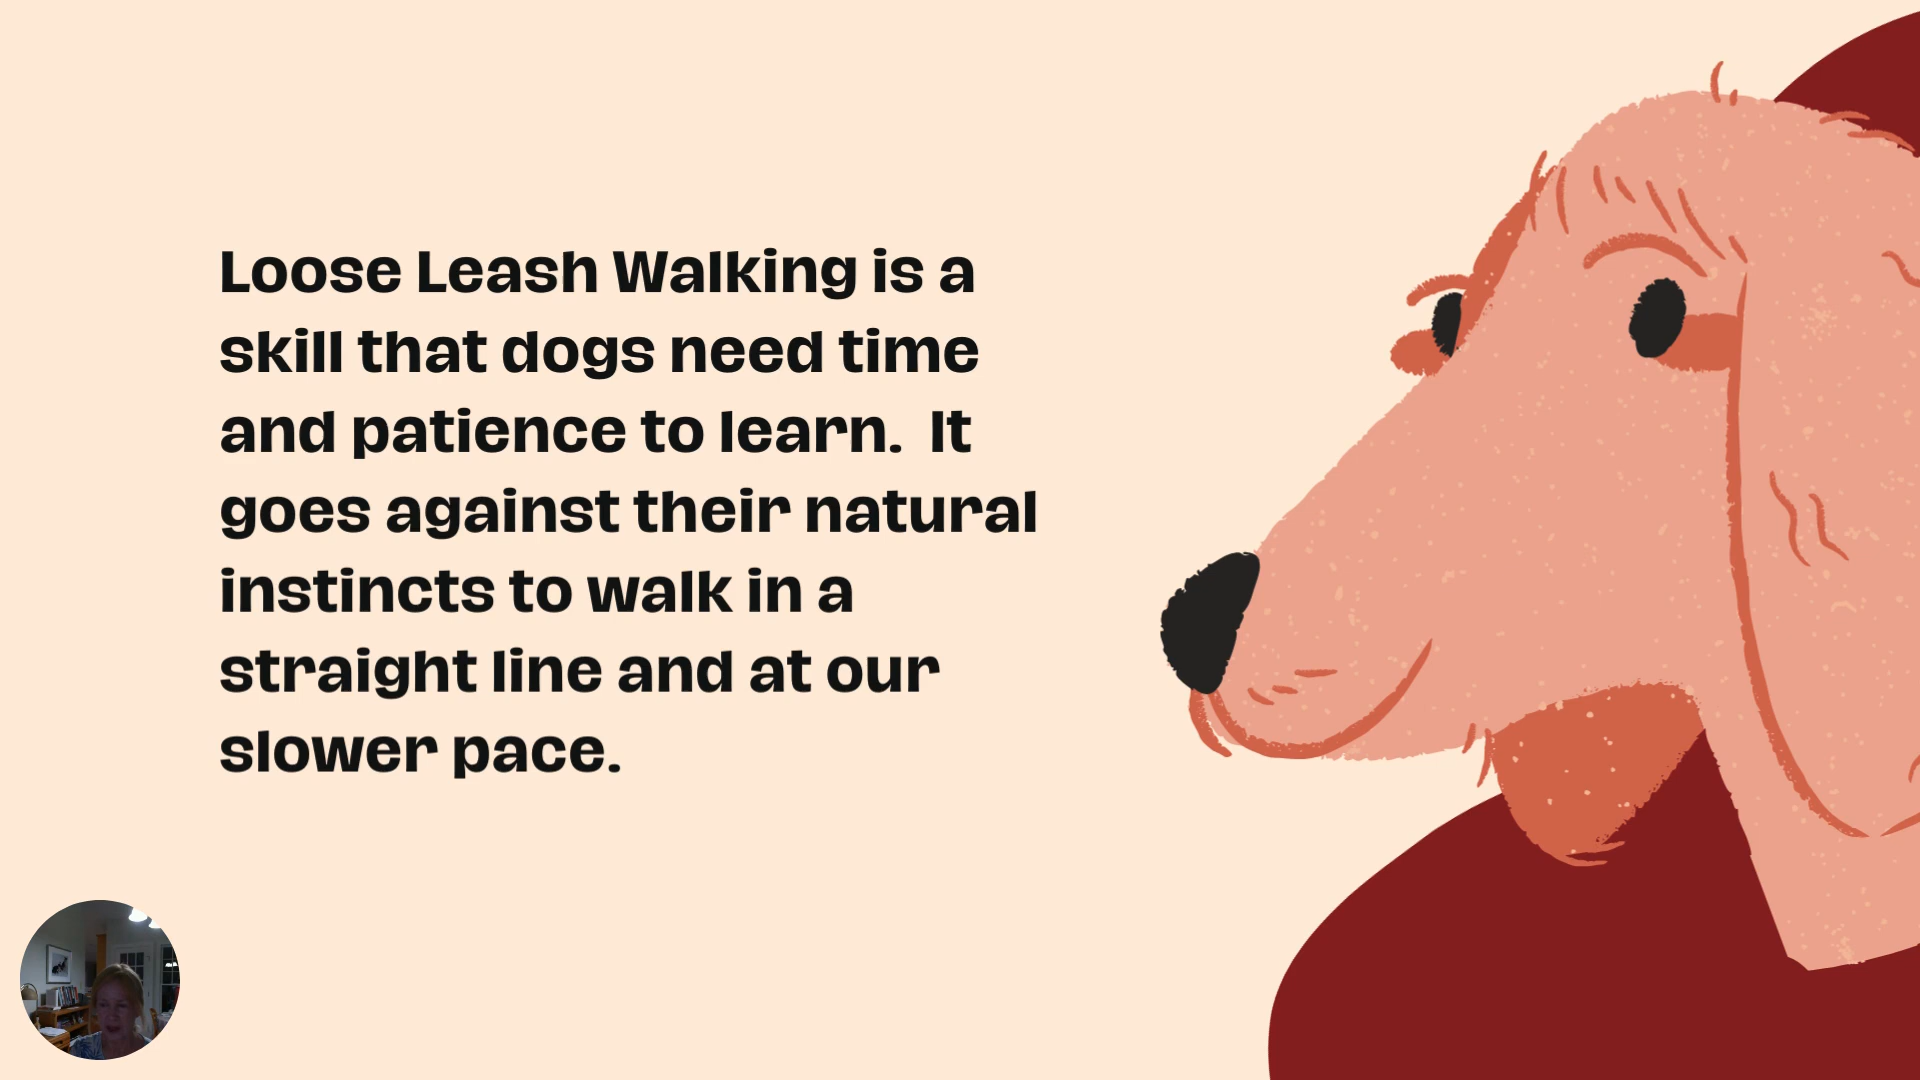 Loose Leash Walking is a
skill that dogs need time
and patience to learn.  It
goes against their natural
instincts to walk in a
straight line and at our
slower pace.